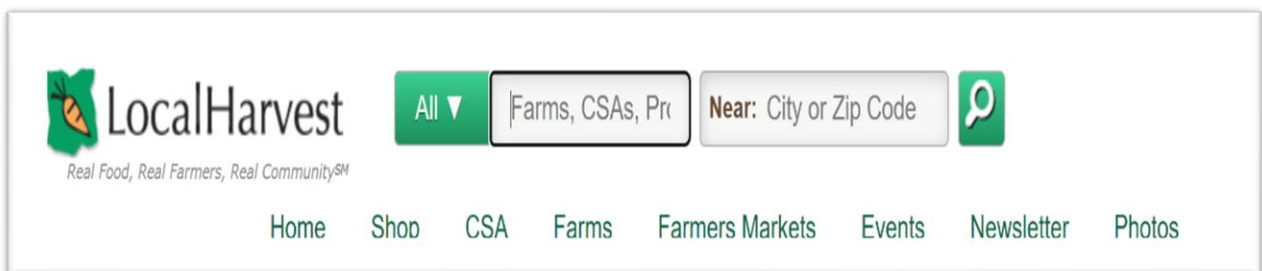 LocalHarvest
Real Food, Real Farmers, Real Community℠
All ▼ Farms, CSAs, Near: City or Zip Code
Home Shop CSA Farms Farmers Markets Events Newsletter Photos